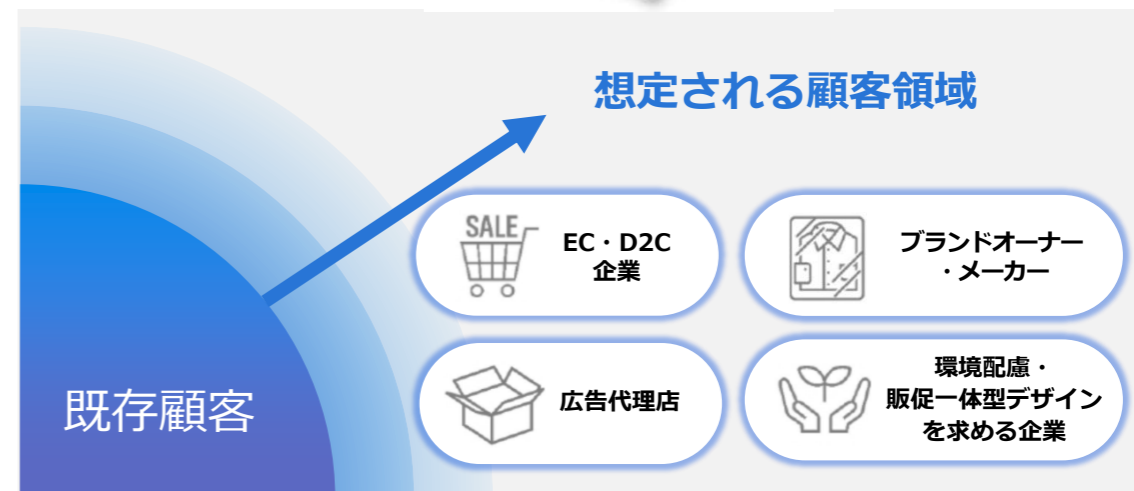 想定される顧客領域
SALE
EC・D2C
企業
ブランドオーナー
・メーカー
既存顧客
広告代理店
環境配慮・
販促一体型デザイン
を求める企業